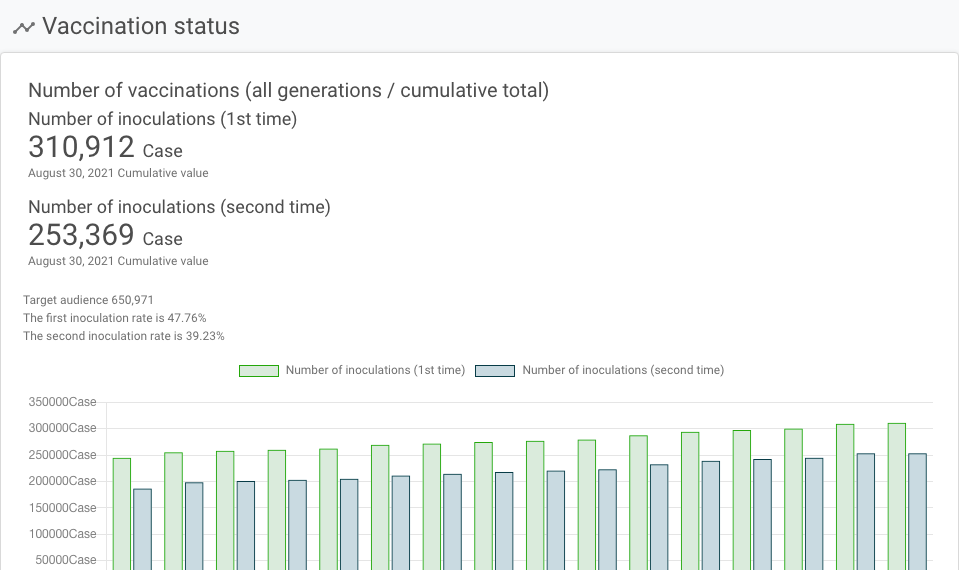 Vaccination status
Number of vaccinations (all generations / cumulative total)
Number of inoculations (1st time)
310,912 Case
August 30, 2021 Cumulative value
Number of inoculations (second time)
253,369 Case
August 30, 2021 Cumulative value
Target audience 650,971
The first inoculation rate is 47.76%
The second inoculation rate is 39.23%
Number of inoculations (1st time) Number of inoculations (second time)
350000Case
300000Case
250000Case
200000Case
150000Case
100000Case
50000Case